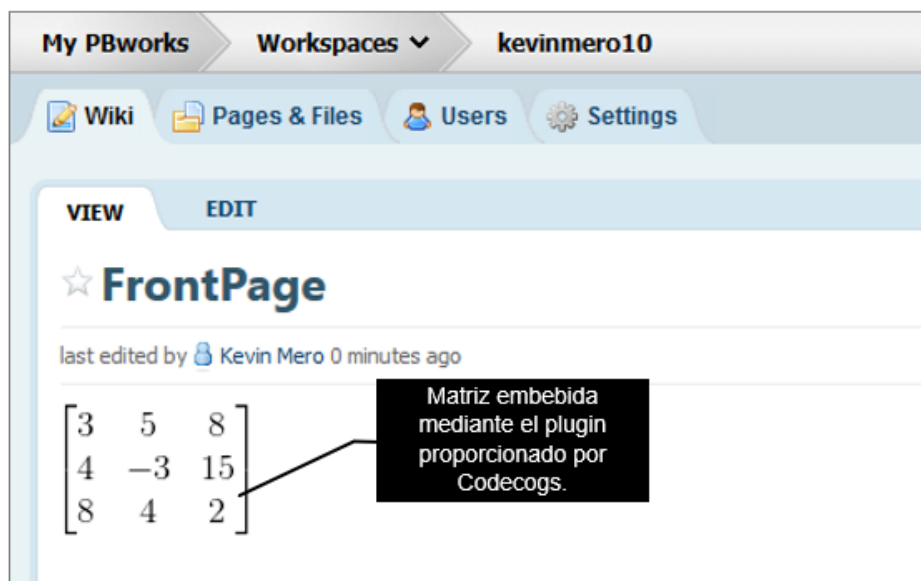 My PBworks Workspaces kevinmero10
Wiki Pages & Files Users Settings
VIEW EDIT
FrontPage
last edited by Kevin Mero 0 minutes ago
Matriz embebida
mediante el plugin
proporcionado por
Codecogs.
3 5 8
4 −3 15
8 4 2